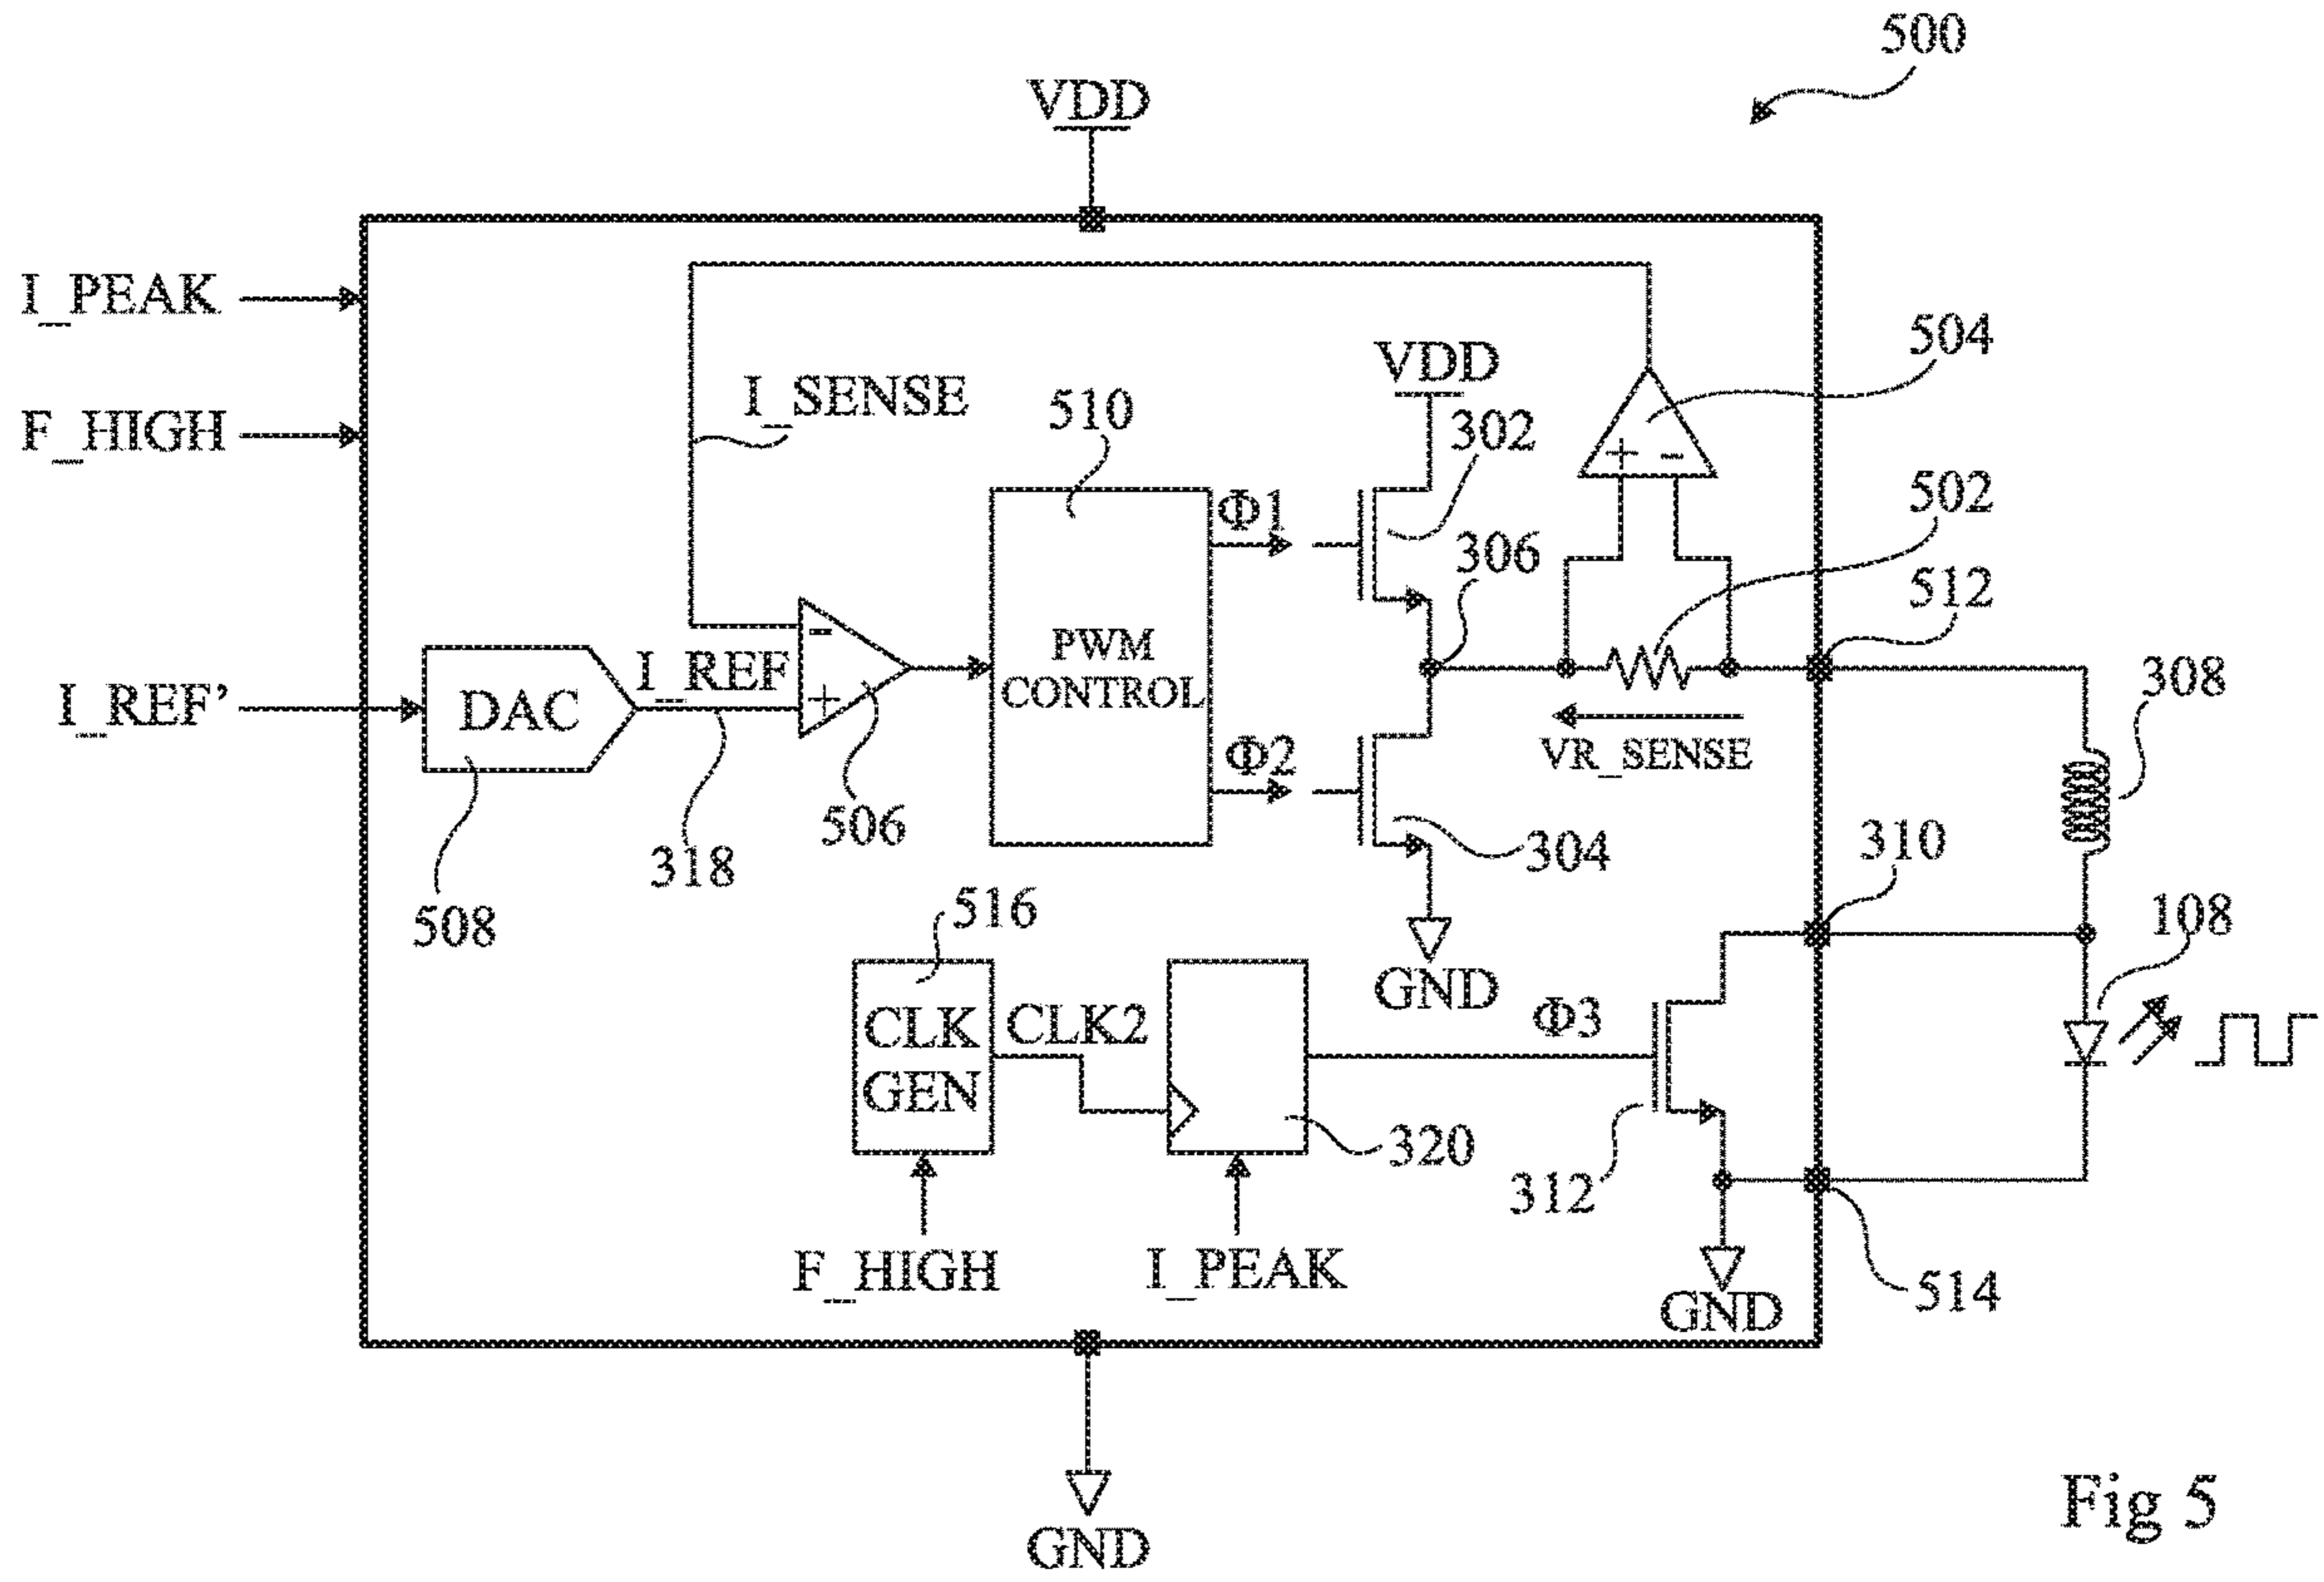 500
VDD
I_PEAK
504
VDD
I_SENSE
510
302
F_HIGH
+ -
502
Φ1
306
512
-
PWM
CONTROL
I_REF
308
I_REF'
DAC
+
VR_SENSE
Φ2
506
310
304
318
508
516
108
GND
CLK
GEN
CLK2
Φ3
320
312
F_HIGH
I_PEAK
514
GND
Fig 5
GND